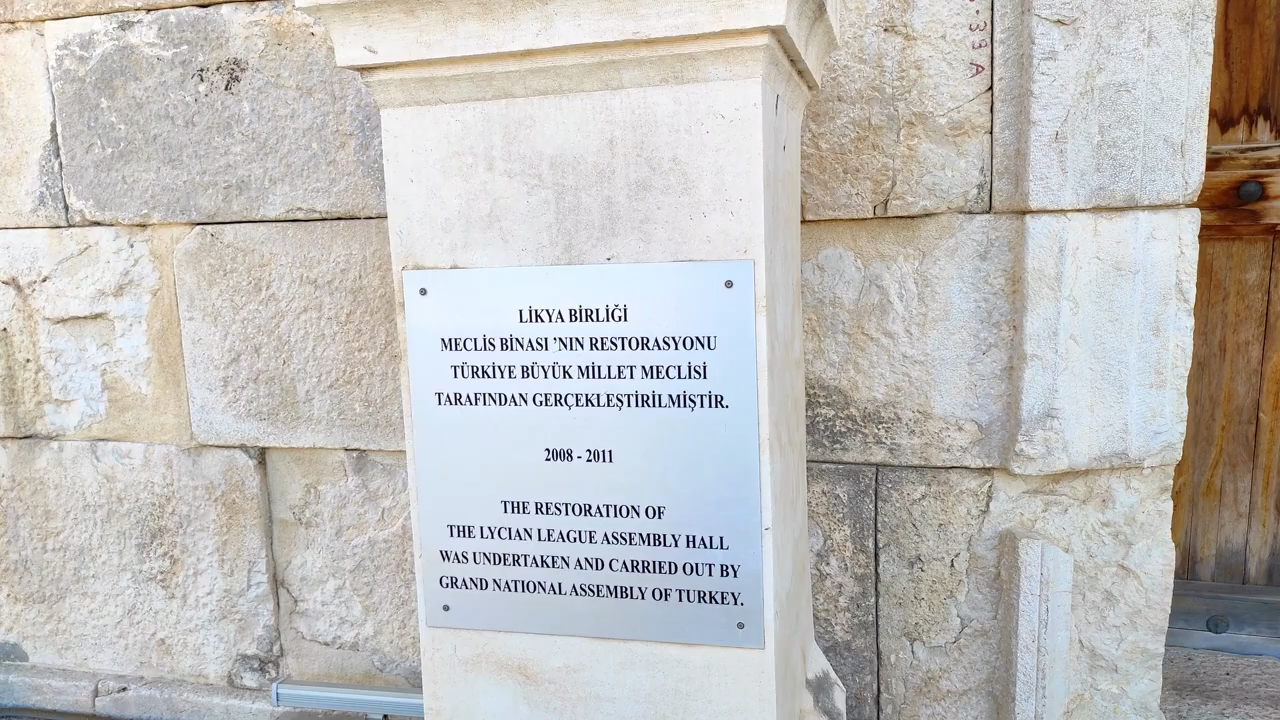 LİKYA BİRLİĞİ
MECLİS BİNASI ’NIN RESTORASYONU
TÜRKİYE BÜYÜK MİLLET MECLİSİ
TARAFINDAN GERÇEKLEŞTİRİLMİŞTİR.
2008 - 2011
THE RESTORATION OF
THE LYCIAN LEAGUE ASSEMBLY HALL
WAS UNDERTAKEN AND CARRIED OUT BY
GRAND NATIONAL ASSEMBLY OF TURKEY.
39 A